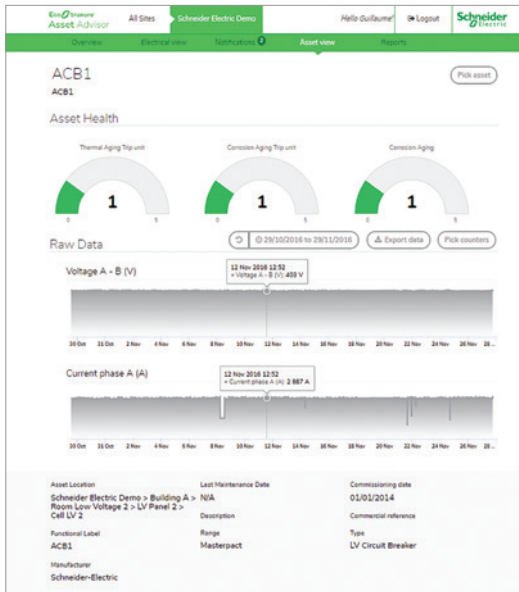 EcoStruxure
Asset Advisor
All Sites
Schneider Electric Demo
Hello Guillaume!
Logout
Schneider
Electric
Overview
Electrical view
Notifications 2
Asset view
Reports
ACB1
ACB1
Pick asset
Asset Health
Thermal Aging Trip unit
Corrosion Aging Trip unit
Corrosion Aging
1
1
1
0 5
0 5
0 5
Raw Data
29/10/2016 to 29/11/2016
Export data
Pick counters
Voltage A - B (V)
12 Nov 2016 12:52
Voltage A - B (V): 403 V
30 Oct 31 Oct 2 Nov 4 Nov 6 Nov 8 Nov 10 Nov 12 Nov 14 Nov 16 Nov 18 Nov 20 Nov 22 Nov 24 Nov 26 Nov 28 ...
Current phase A (A)
12 Nov 2016 12:52
Current phase A (A): 2 887 A
30 Oct 31 Oct 2 Nov 4 Nov 6 Nov 8 Nov 10 Nov 12 Nov 14 Nov 16 Nov 18 Nov 20 Nov 22 Nov 24 Nov 26 Nov 28 ...
Asset Location
Schneider Electric Demo > Building A >
Room Low Voltage 2 > LV Panel 2 >
Cell LV 2
Functional Label
ACB1
Manufacturer
Schneider-Electric
Last Maintenance Date
N/A
Description
Range
Masterpact
Commissioning date
01/01/2014
Commercial reference
Type
LV Circuit Breaker